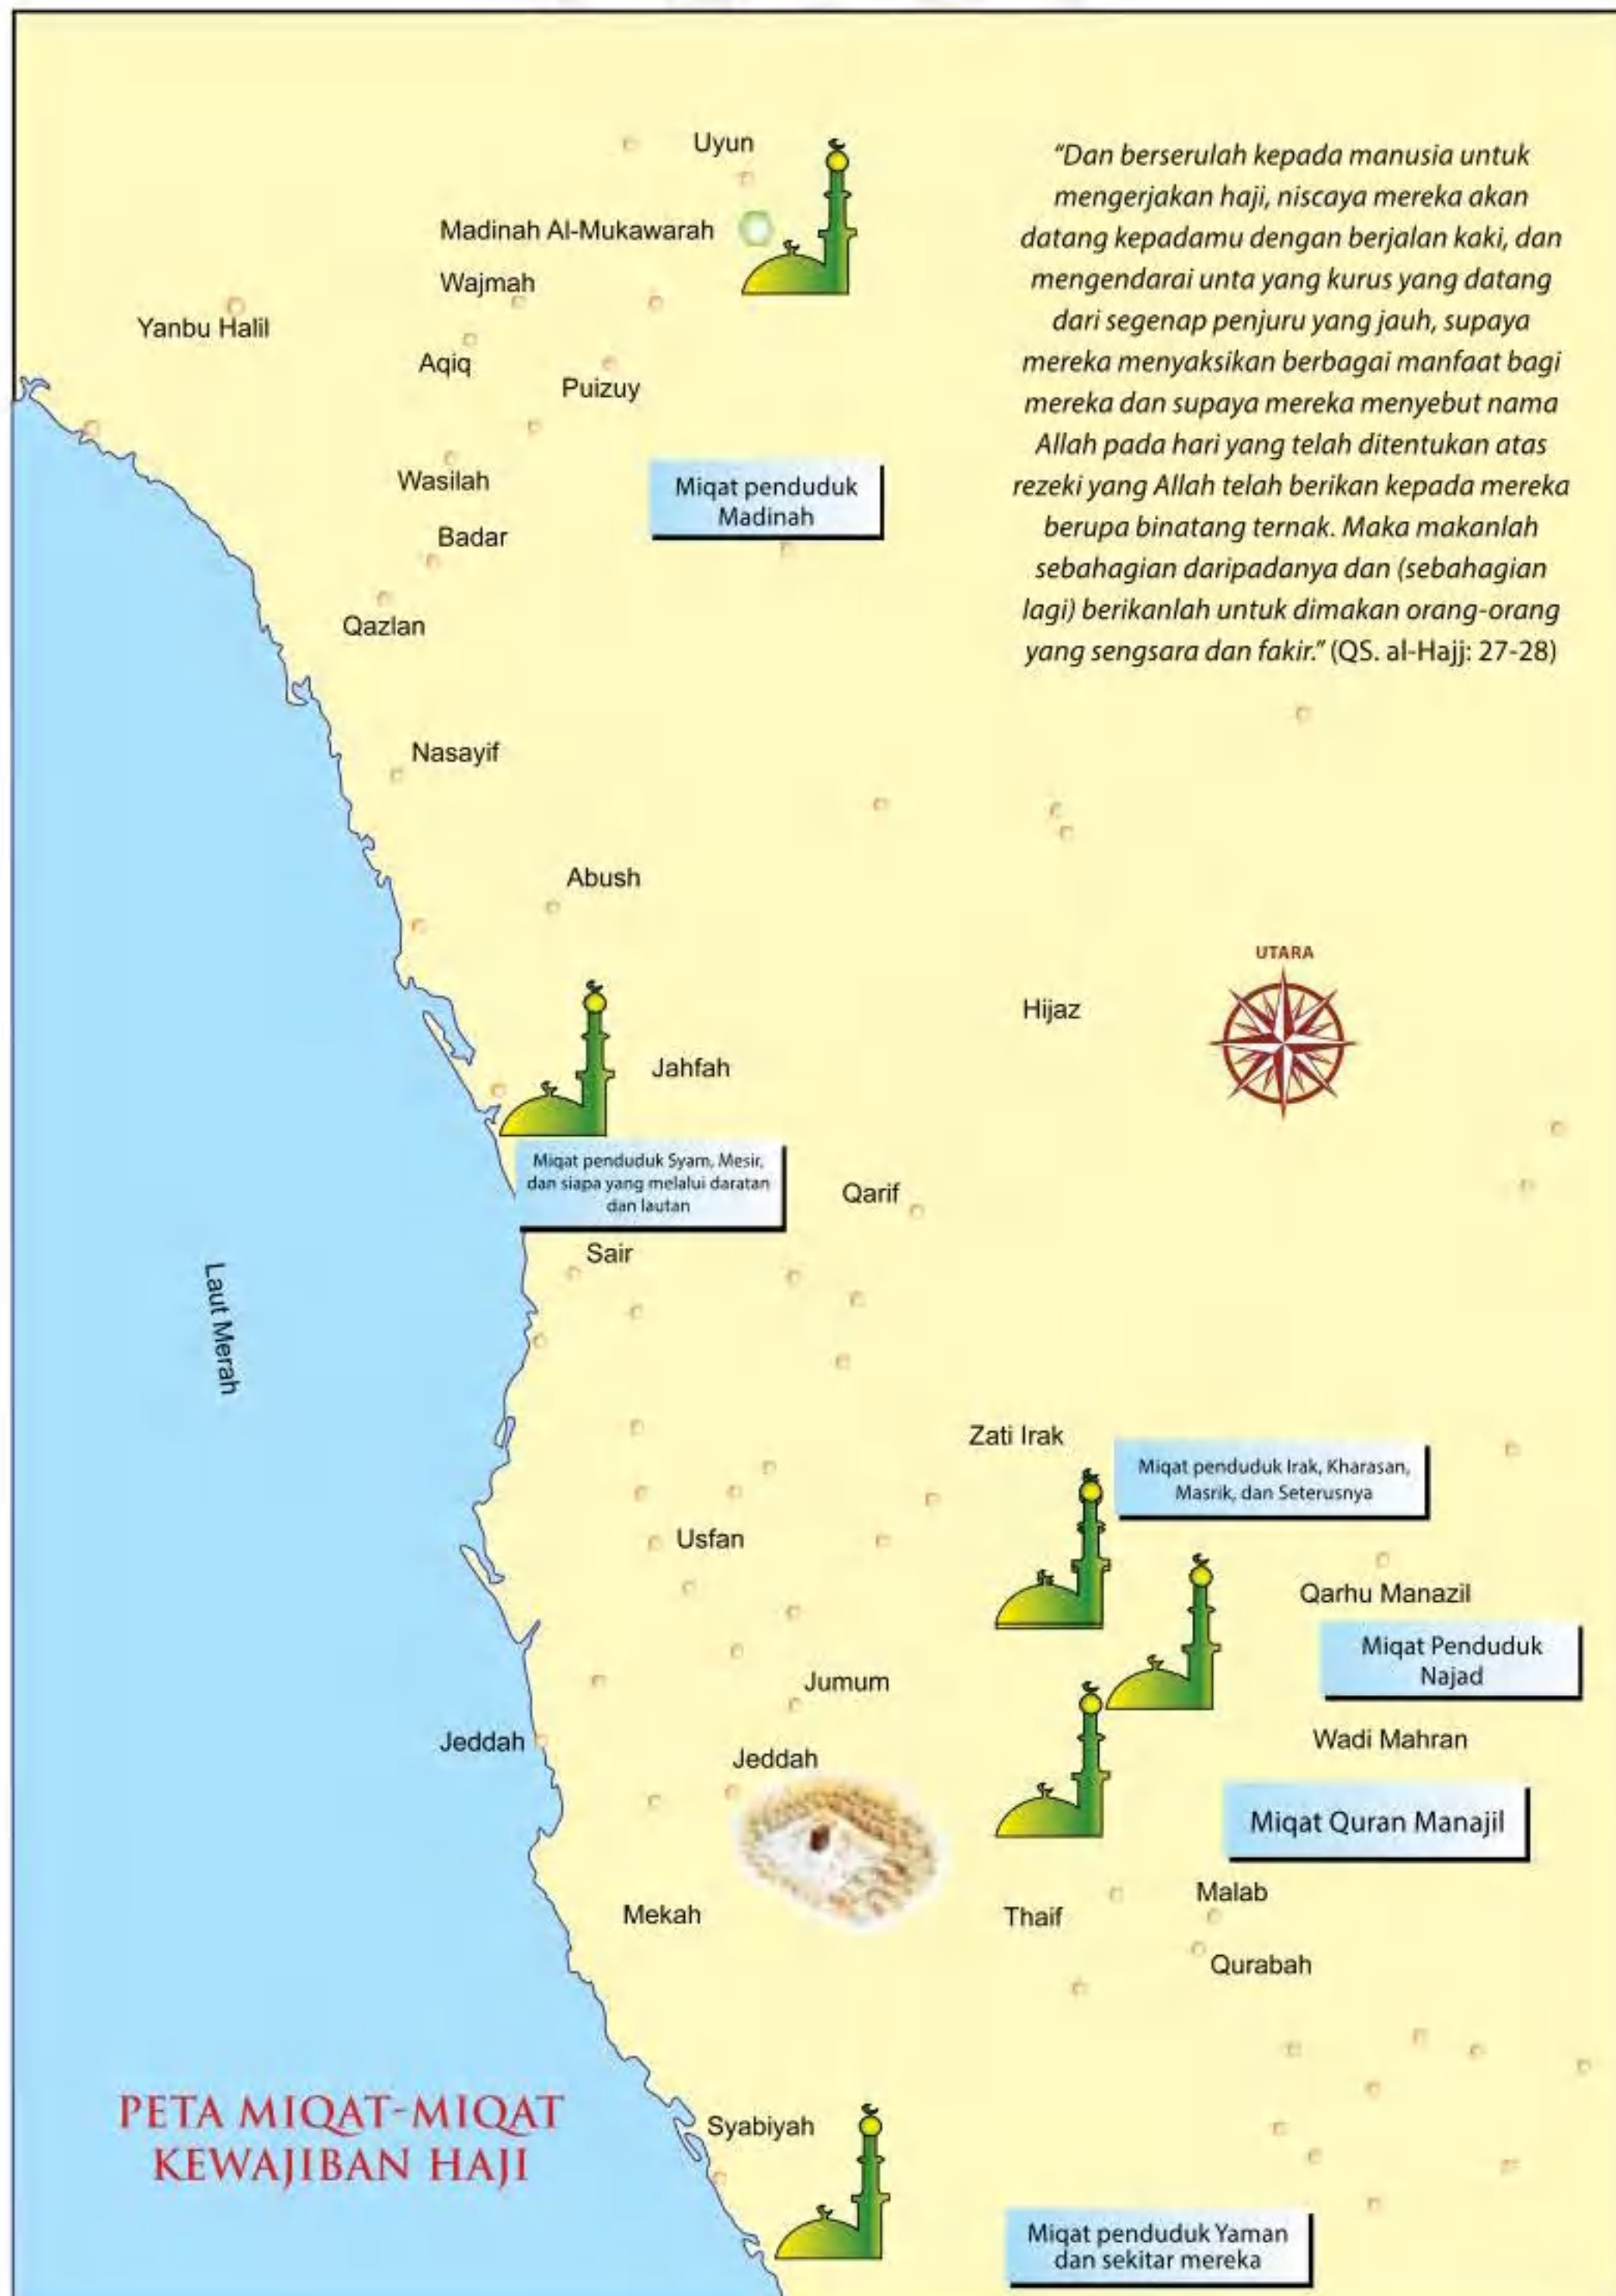 Uyun
Madinah Al-Mukawarah
Wajmah
Yanbu Halil
Aqiq
Puizuy
Wasilah
Miqat penduduk
Madinah
Badar
Qazlan
"Dan berserulah kepada manusia untuk
mengerjakan haji, niscaya mereka akan
datang kepadamu dengan berjalan kaki, dan
mengendarai unta yang kurus yang datang
dari segenap penjuru yang jauh, supaya
mereka menyaksikan berbagai manfaat bagi
mereka dan supaya mereka menyebut nama
Allah pada hari yang telah ditentukan atas
rezeki yang Allah telah berikan kepada mereka
berupa binatang ternak. Maka makanlah
sebahagian daripadanya dan (sebahagian
lagi) berikanlah untuk dimakan orang-orang
yang sengsara dan fakir." (QS. al-Hajj: 27-28)
Nasayif
Abush
UTARA
Hijaz
Jahfah
Miqat penduduk Syam, Mesir,
dan siapa yang melalui daratan
dan lautan
Qarif
Sair
Laut Merah
Zati Irak
Miqat penduduk Irak, Kharasan,
Masrik, dan Seterusnya
Usfan
Qarhu Manazil
Miqat Penduduk
Najad
Jumum
Jeddah
Wadi Mahran
Jeddah
Miqat Quran Manajil
Malab
Mekah
Thaif
Qurabah
PETA MIQAT-MIQAT
KEWAJIBAN HAJI
Syabiyah
Miqat penduduk Yaman
dan sekitar mereka